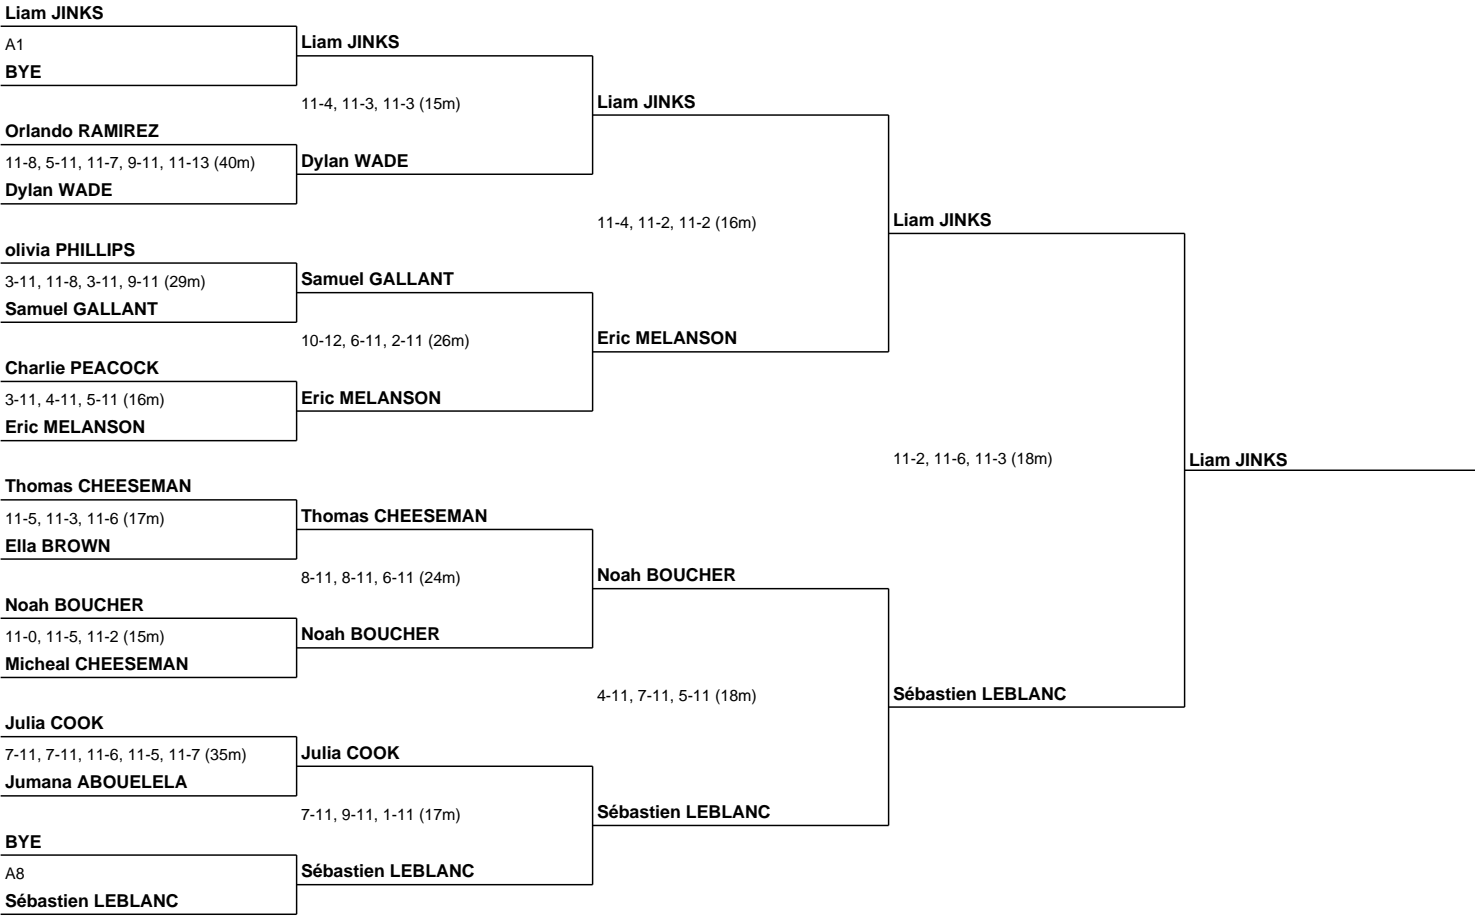 Liam JINKS
A1
BYE
Liam JINKS
11-4, 11-3, 11-3 (15m)
Liam JINKS
Orlando RAMIREZ
11-8, 5-11, 11-7, 9-11, 11-13 (40m)
Dylan WADE
Dylan WADE
11-4, 11-2, 11-2 (16m)
Liam JINKS
olivia PHILLIPS
3-11, 11-8, 3-11, 9-11 (29m)
Samuel GALLANT
Samuel GALLANT
10-12, 6-11, 2-11 (26m)
Eric MELANSON
Charlie PEACOCK
3-11, 4-11, 5-11 (16m)
Eric MELANSON
Eric MELANSON
11-2, 11-6, 11-3 (18m)
Liam JINKS
Thomas CHEESEMAN
11-5, 11-3, 11-6 (17m)
Ella BROWN
Thomas CHEESEMAN
8-11, 8-11, 6-11 (24m)
Noah BOUCHER
Noah BOUCHER
11-0, 11-5, 11-2 (15m)
Micheal CHEESEMAN
Noah BOUCHER
4-11, 7-11, 5-11 (18m)
Sébastien LEBLANC
Julia COOK
7-11, 7-11, 11-6, 11-5, 11-7 (35m)
Jumana ABOUELELA
Julia COOK
7-11, 9-11, 1-11 (17m)
Sébastien LEBLANC
BYE
A8
Sébastien LEBLANC
Sébastien LEBLANC